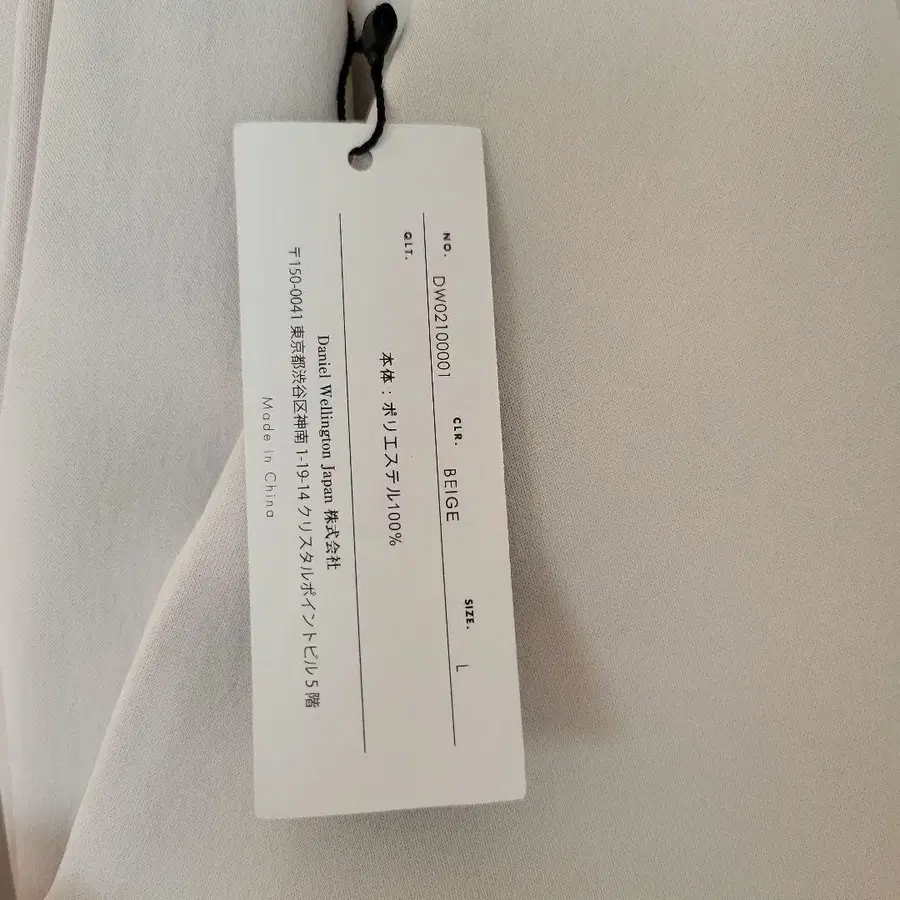 NO. DW02100001 CLR. BEIGE SIZE. L
QLT.
本体：ポリエステル100%
Daniel Wellington Japan 株式会社
〒150-0041 東京都渋谷区神南 1-19-14 クリスタルポイントビル 5 階
Made in China